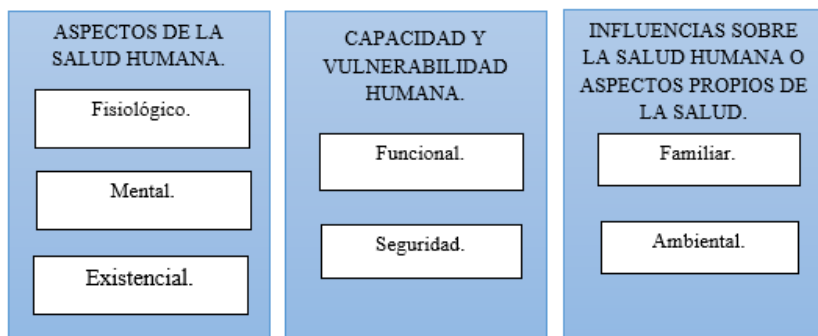 ASPECTOS DE LA
SALUD HUMANA.
Fisiológico.
Mental.
Existencial.
CAPACIDAD Y
VULNERABILIDAD
HUMANA.
Funcional.
Seguridad.
INFLUENCIAS SOBRE
LA SALUD HUMANA O
ASPECTOS PROPIOS DE
LA SALUD.
Familiar.
Ambiental.